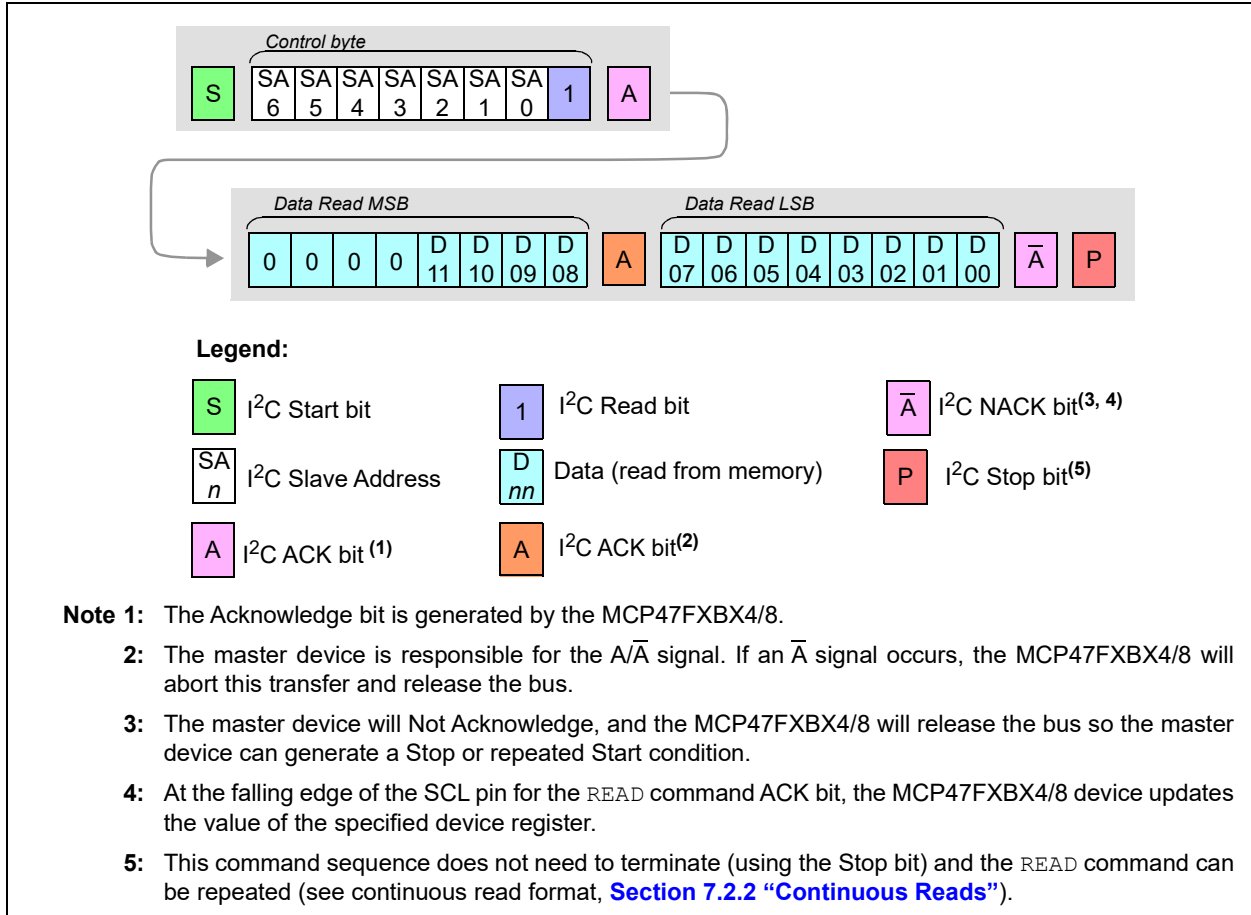 Control byte
S SA 6 SA 5 SA 4 SA 3 SA 2 SA 1 SA 0 1 A
Data Read MSB Data Read LSB
0 0 0 0 D 11 D 10 D 09 D 08 A D 07 D 06 D 05 D 04 D 03 D 02 D 01 D 00 A̅ P
Legend:
S I²C Start bit 1 I²C Read bit A̅ I²C NACK bit(3, 4)
SA n I²C Slave Address D nn Data (read from memory) P I²C Stop bit(5)
A I²C ACK bit (1) A I²C ACK bit(2)
Note 1: The Acknowledge bit is generated by the MCP47FXBX4/8.
2: The master device is responsible for the A/A̅ signal. If an A̅ signal occurs, the MCP47FXBX4/8 will
abort this transfer and release the bus.
3: The master device will Not Acknowledge, and the MCP47FXBX4/8 will release the bus so the master
device can generate a Stop or repeated Start condition.
4: At the falling edge of the SCL pin for the READ command ACK bit, the MCP47FXBX4/8 device updates
the value of the specified device register.
5: This command sequence does not need to terminate (using the Stop bit) and the READ command can
be repeated (see continuous read format, Section 7.2.2 “Continuous Reads”).